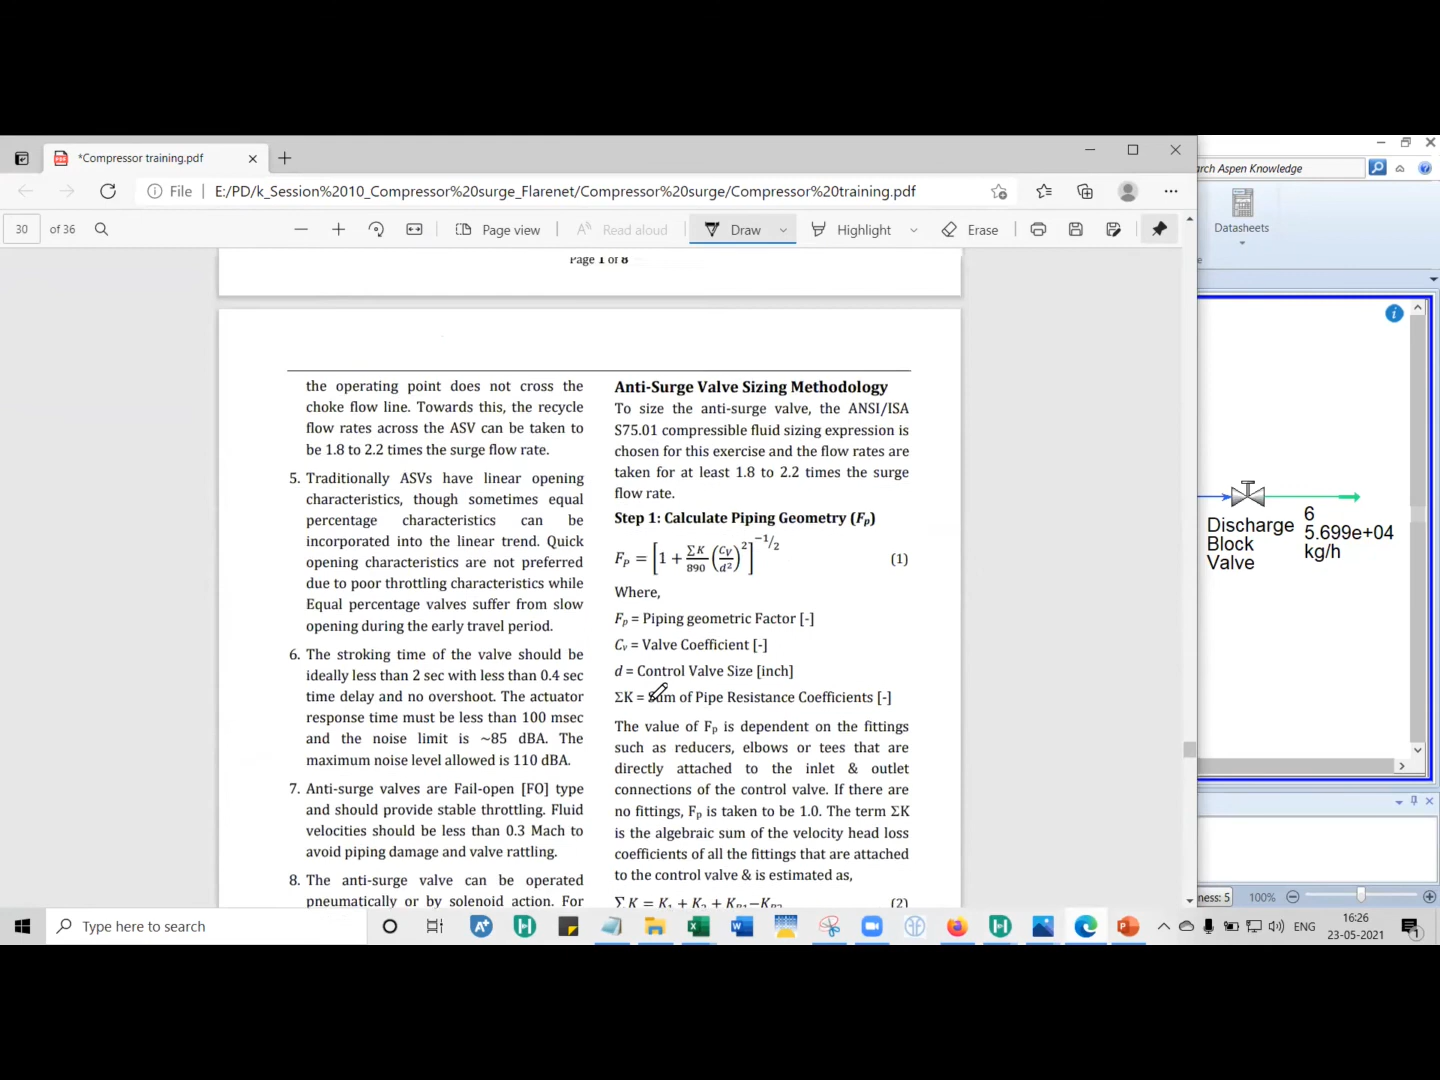 *Compressor training.pdf
File
E:/PD/k_Session%2010_Compressor%20surge_Flarenet/Compressor%20surge/Compressor%20training.pdf
30 of 36
Page view
Read aloud
Draw
Highlight
Erase
Page 1 of 8
the operating point does not cross the
choke flow line. Towards this, the recycle
flow rates across the ASV can be taken to
be 1.8 to 2.2 times the surge flow rate.
5. Traditionally ASVs have linear opening
characteristics, though sometimes equal
percentage characteristics can be
incorporated into the linear trend. Quick
opening characteristics are not preferred
due to poor throttling characteristics while
Equal percentage valves suffer from slow
opening during the early travel period.
6. The stroking time of the valve should be
ideally less than 2 sec with less than 0.4 sec
time delay and no overshoot. The actuator
response time must be less than 100 msec
and the noise limit is ~85 dBA. The
maximum noise level allowed is 110 dBA.
7. Anti-surge valves are Fail-open [FO] type
and should provide stable throttling. Fluid
velocities should be less than 0.3 Mach to
avoid piping damage and valve rattling.
8. The anti-surge valve can be operated
pneumatically or by solenoid action. For
Anti-Surge Valve Sizing Methodology
To size the anti-surge valve, the ANSI/ISA
S75.01 compressible fluid sizing expression is
chosen for this exercise and the flow rates are
taken for at least 1.8 to 2.2 times the surge
flow rate.
Step 1: Calculate Piping Geometry (Fp)
FP = [1 + ΣK/890 (Cv/d²)²]^−1/2 (1)
Where,
Fp = Piping geometric Factor [-]
Cv = Valve Coefficient [-]
d = Control Valve Size [inch]
ΣK = Sum of Pipe Resistance Coefficients [-]
The value of Fp is dependent on the fittings
such as reducers, elbows or tees that are
directly attached to the inlet & outlet
connections of the control valve. If there are
no fittings, Fp is taken to be 1.0. The term ΣK
is the algebraic sum of the velocity head loss
coefficients of all the fittings that are attached
to the control valve & is estimated as,
Σ K = K1 + K2 + KB1−KB2 (2)
rch Aspen Knowledge
Datasheets
Discharge
Block
Valve
6
5.699e+04
kg/h
ness: 5
100%
Type here to search
ENG
16:26
23-05-2021